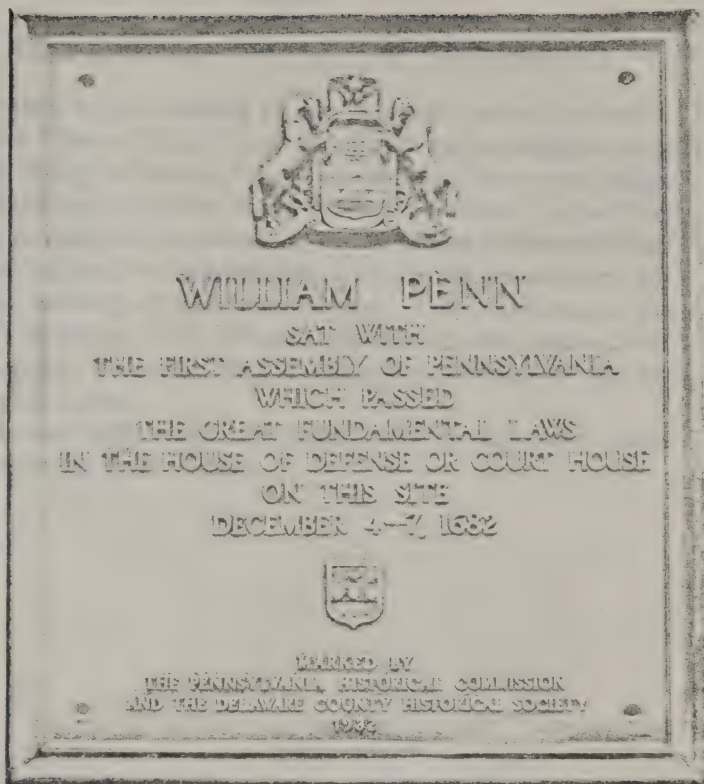 WILLIAM PENN
SAT WITH
THE FIRST ASSEMBLY OF PENNSYLVANIA
WHICH PASSED
THE GREAT FUNDAMENTAL LAWS
IN THE HOUSE OF DEFENSE OR COURT HOUSE
ON THIS SITE
DECEMBER 4–7, 1682
MARKED BY
THE PENNSYLVANIA HISTORICAL COMMISSION
AND THE DELAWARE COUNTY HISTORICAL SOCIETY
1932